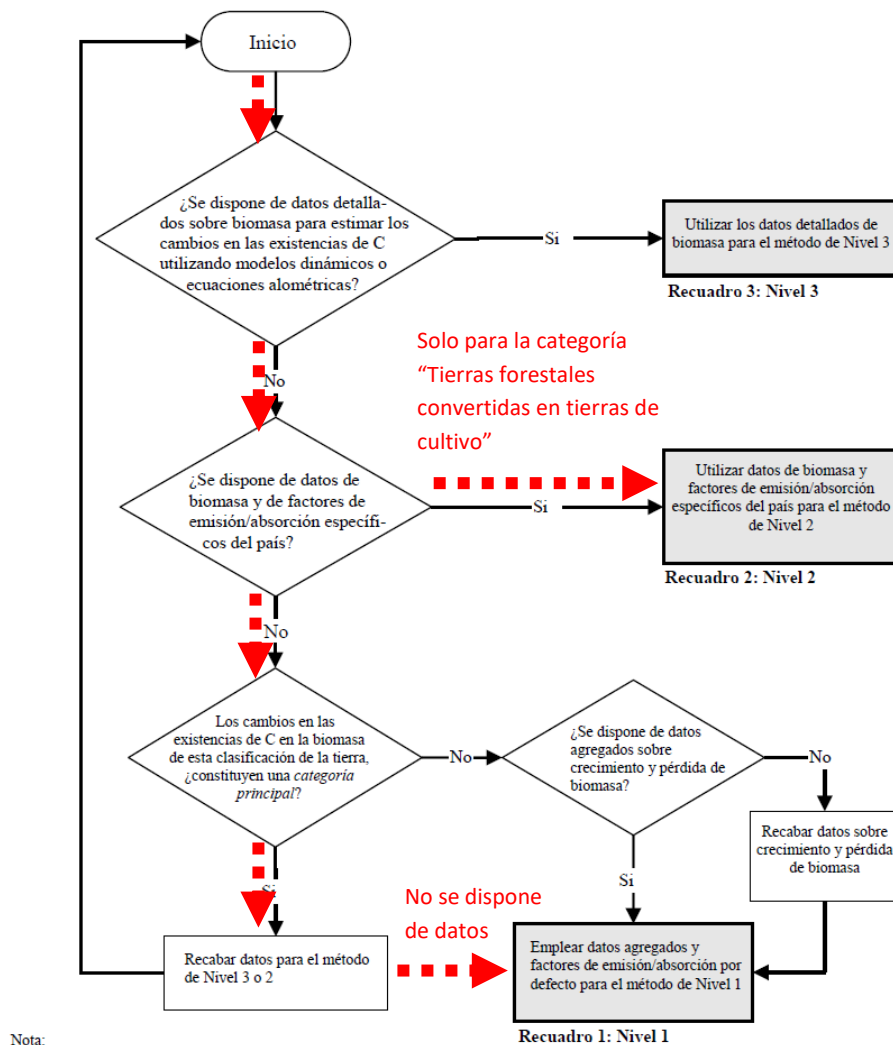 Inicio
¿Se dispone de datos detalla-
dos sobre biomasa para estimar los
cambios en las existencias de C
utilizando modelos dinámicos o
ecuaciones alométricas?
Si
Utilizar los datos detallados de
biomasa para el método de Nivel 3
Recuadro 3: Nivel 3
No
Solo para la categoría
“Tierras forestales
convertidas en tierras de
cultivo”
¿Se dispone de datos de
biomasa y de factores de
emisión/absorción específi-
cos del país?
Si
Utilizar datos de biomasa y
factores de emisión/absorción
específicos del país para el método
de Nivel 2
Recuadro 2: Nivel 2
No
Los cambios en las
existencias de C en la biomasa
de esta clasificación de la tierra,
¿constituyen una categoría
principal?
No
¿Se dispone de datos
agregados sobre
crecimiento y pérdida de
biomasa?
No
Recabar datos sobre
crecimiento y pérdida
de biomasa
Si
Si
No se dispone
de datos
Recabar datos para el método
de Nivel 3 o 2
Emplear datos agregados y
factores de emisión/absorción por
defecto para el método de Nivel 1
Recuadro 1: Nivel 1
Nota: